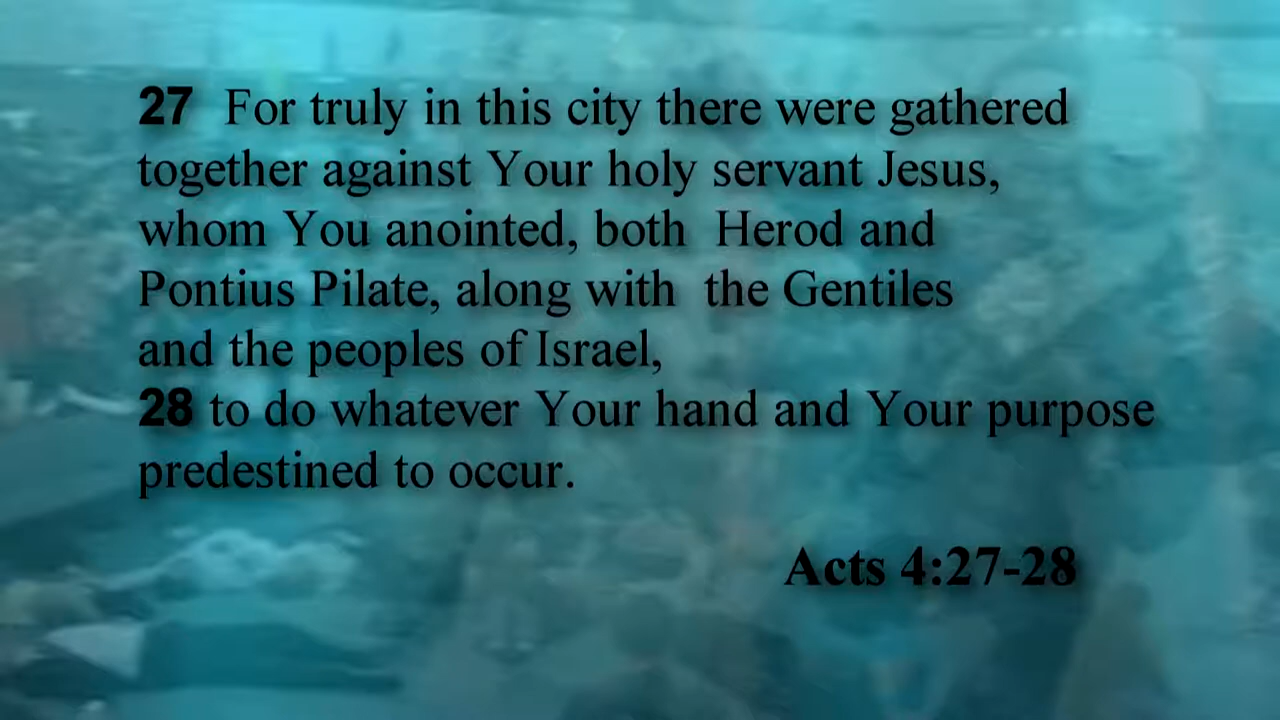 27 For truly in this city there were gathered
together against Your holy servant Jesus,
whom You anointed, both Herod and
Pontius Pilate, along with the Gentiles
and the peoples of Israel,
28 to do whatever Your hand and Your purpose
predestined to occur.
Acts 4:27-28